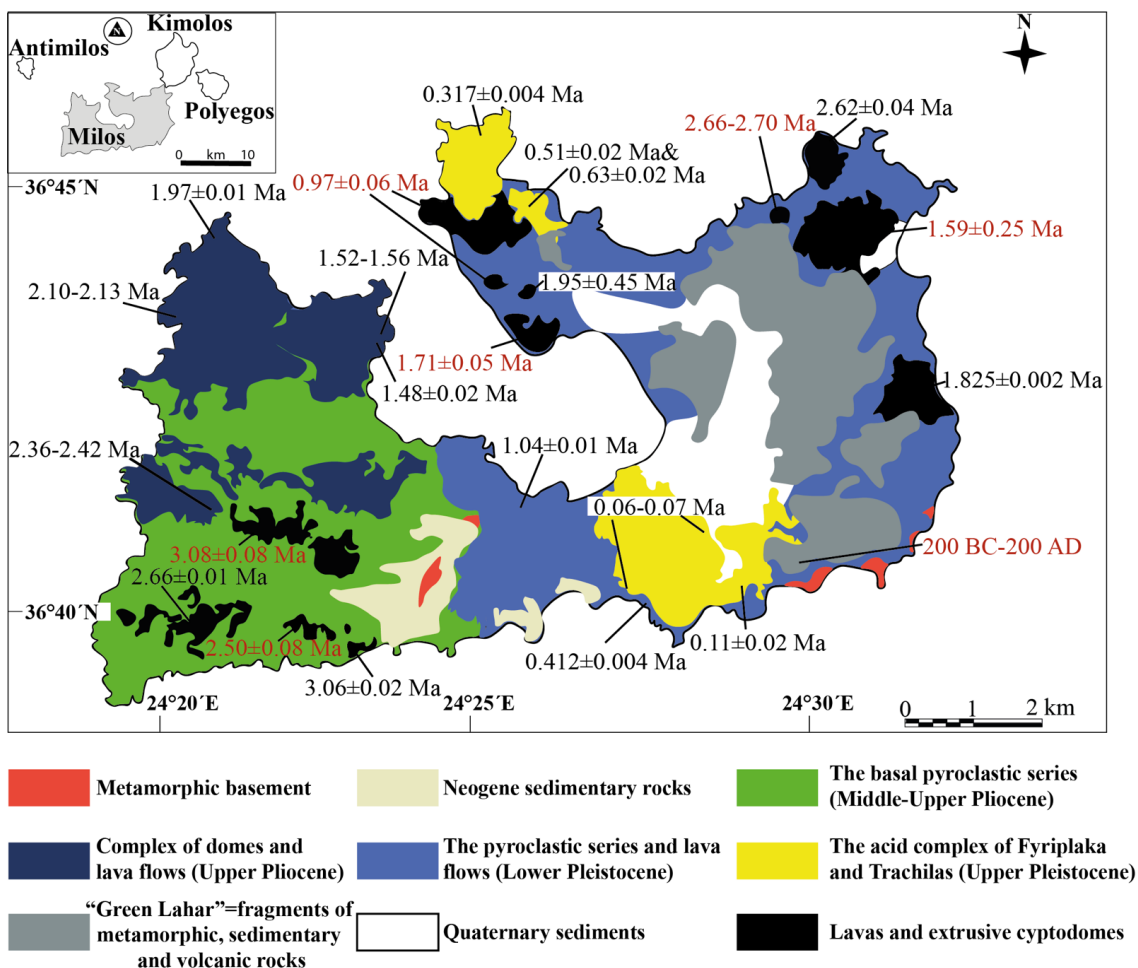 Kimolos
Antimilos
N
Polyegos
Milos
0 km 10
N
36°45´N
36°40´N
24°20´E
24°25´E
24°30´E
0 1 2 km
0.317±0.004 Ma
2.62±0.04 Ma
2.66-2.70 Ma
0.51±0.02 Ma&
0.63±0.02 Ma
0.97±0.06 Ma
1.97±0.01 Ma
1.59±0.25 Ma
1.52-1.56 Ma
1.95±0.45 Ma
2.10-2.13 Ma
1.71±0.05 Ma
1.48±0.02 Ma
1.825±0.002 Ma
2.36-2.42 Ma
1.04±0.01 Ma
0.06-0.07 Ma
3.08±0.08 Ma
200 BC-200 AD
2.66±0.01 Ma
2.50±0.08 Ma
0.11±0.02 Ma
0.412±0.004 Ma
3.06±0.02 Ma
Metamorphic basement
Neogene sedimentary rocks
The basal pyroclastic series
(Middle-Upper Pliocene)
Complex of domes and
lava flows (Upper Pliocene)
The pyroclastic series and lava
flows (Lower Pleistocene)
The acid complex of Fyriplaka
and Trachilas (Upper Pleistocene)
“Green Lahar”=fragments of
metamorphic, sedimentary
and volcanic rocks
Quaternary sediments
Lavas and extrusive cyptodomes